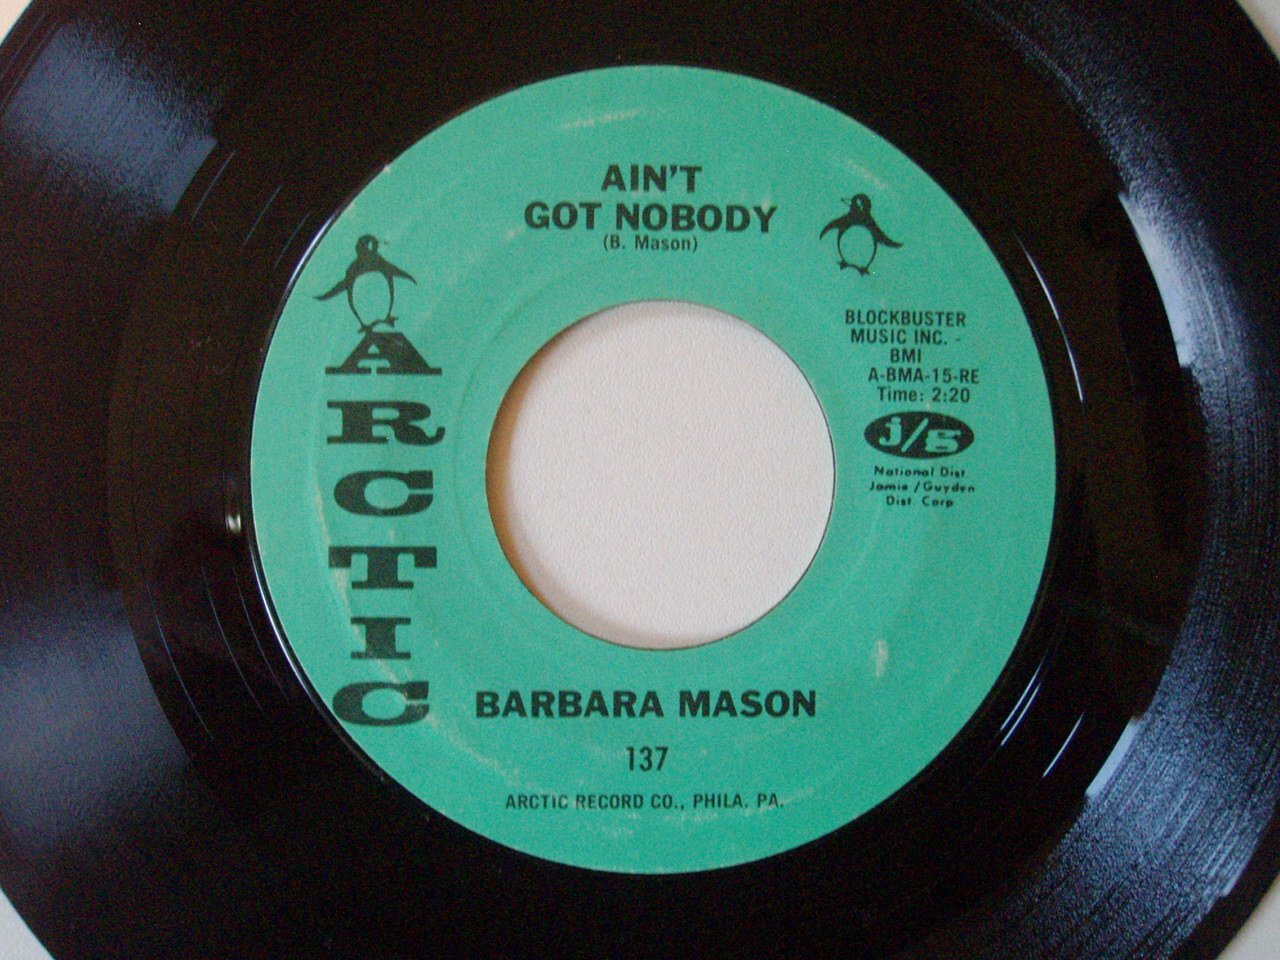 AIN'T
GOT NOBODY
(B. Mason)
ARCTIC
BLOCKBUSTER
MUSIC INC. -
BMI
A-BMA-15-RE
Time: 2:20
j/g
National Dist.
Jamie/Guyden
Dist. Corp
BARBARA MASON
137
ARCTIC RECORD CO., PHILA. PA.